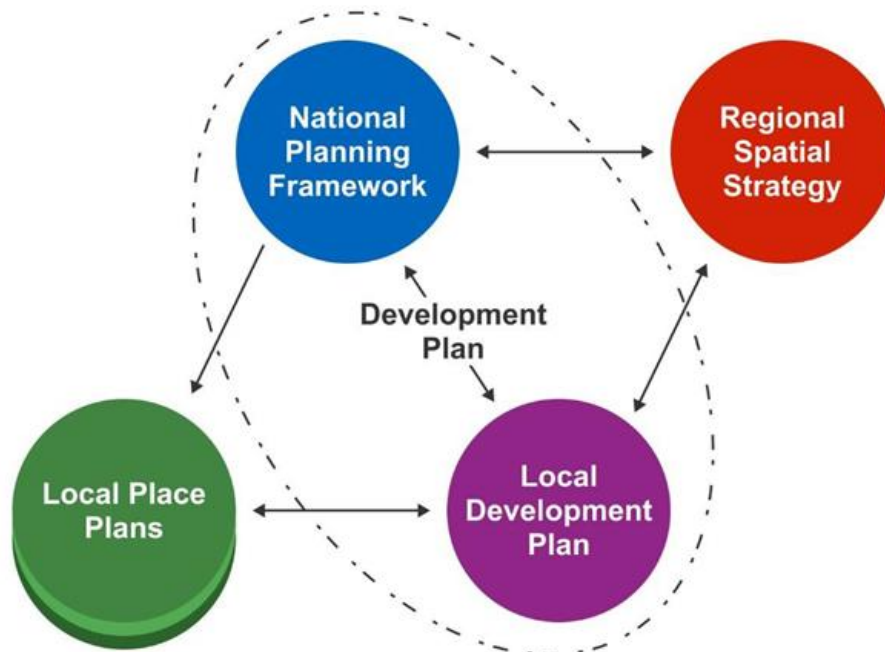 National
Planning
Framework
Regional
Spatial
Strategy
Development
Plan
Local Place
Plans
Local
Development
Plan